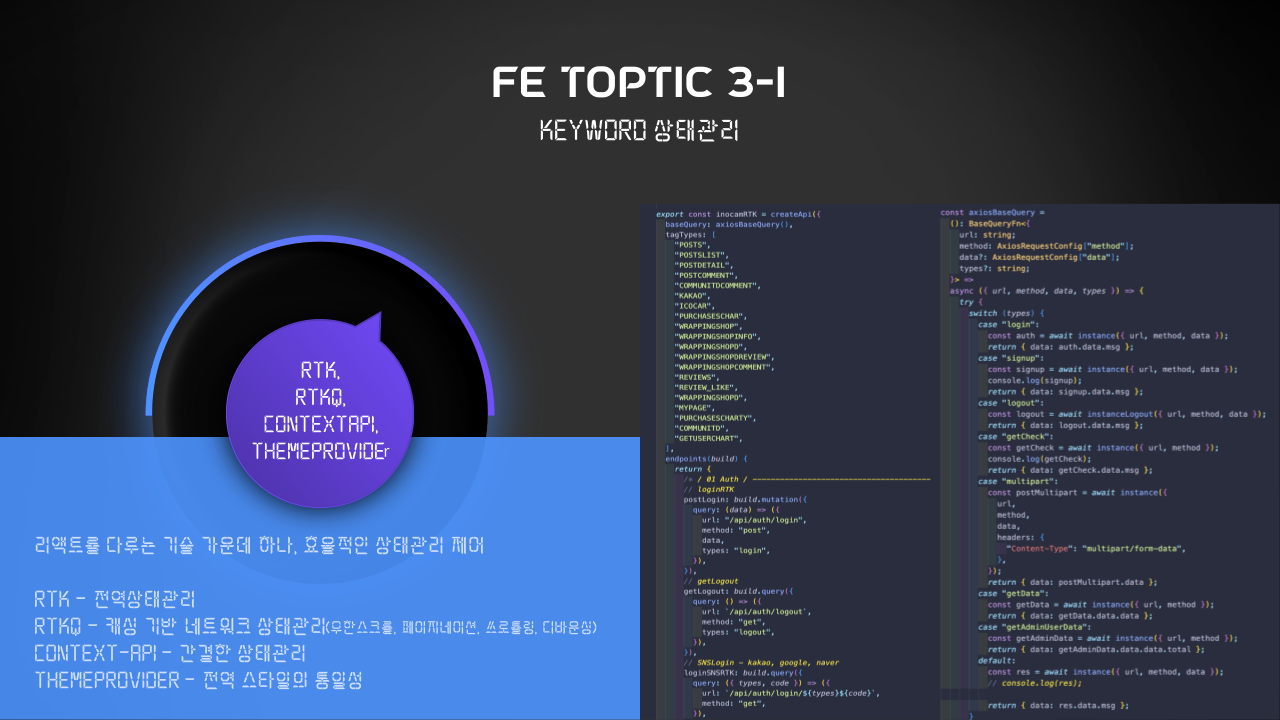 FE TOPTIC 3-1
KEYWORD 상태관리
RTK,
RTKQ,
CONTEXTAPI,
THEMEPROVIDEr
리액트를 다루는 기술 가운데 하나, 효율적인 상태관리 제어
RTK - 전역상태관리
RTKQ - 캐싱 기반 네트워크 상태관리(무한스크롤, 페이지네이션, 쓰로틀링, 디바운싱)
CONTEXT-API - 간결한 상태관리
THEMEPROVIDER - 전역 스타일의 통일성
export const inocamRTK = createApi({
baseQuery: axiosBaseQuery(),
tagTypes: [
"POSTS",
"POSTSLIST",
"POSTDETAIL",
"POSTCOMMENT",
"COMMUNITDCOMMENT",
"KAKAO",
"ICOCAR",
"PURCHASESCHAR",
"WRAPPINGSHOP",
"WRAPPINGSHOPINFO",
"WRAPPINGSHOPD",
"WRAPPINGSHOPDREVIEW",
"WRAPPINGSHOPCOMMENT",
"REVIEWS",
"REVIEW_LIKE",
"WRAPPINGSHOPD",
"MYPAGE",
"PURCHASECHARTY",
"COMMUNITD",
"GETUSERCHART",
],
endpoints(build) {
return {
/* / 01 Auth / ----------------------------------------
// loginRTK
postLogin: build.mutation({
query: (data) => ({
url: "/api/auth/login",
method: "post",
data,
types: "login",
}),
}),
// getLogout
getLogout: build.query({
query: () => ({
url: `/api/auth/logout`,
method: "get",
types: "logout",
}),
}),
// SNSLogin – kakao, google, naver
loginSNSRTK: build.query({
query: ({ types, code }) => ({
url: `/api/auth/login/${types}${code}`,
method: "get",
}),
const axiosBaseQuery =
(): BaseQueryFn<{
url: string;
method: AxiosRequestConfig["method"];
data?: AxiosRequestConfig["data"];
types?: string;
}> =>
async ({ url, method, data, types }) => {
try {
switch (types) {
case "login":
const auth = await instance({ url, method, data });
return { data: auth.data.msg };
case "signup":
const signup = await instance({ url, method, data });
console.log(signup);
return { data: signup.data.msg };
case "logout":
const logout = await instanceLogout({ url, method, data });
return { data: logout.data.msg };
case "getCheck":
const getCheck = await instance({ url, method, data });
console.log(getCheck);
return { data: getCheck.data.msg };
case "multipart":
const postMultipart = await instance({
url,
method,
data,
headers: {
"Content-Type": "multipart/form-data",
},
});
return { data: postMultipart.data };
case "getData":
const getData = await instance({ url, method, data });
return { data: getData.data.data };
case "getAdminUserData":
const getAdminData = await instance({ url, method });
return { data: getAdminData.data.data.total };
default:
const res = await instance({ url, method, data });
// console.log(res);
return { data: res.data.msg };
}